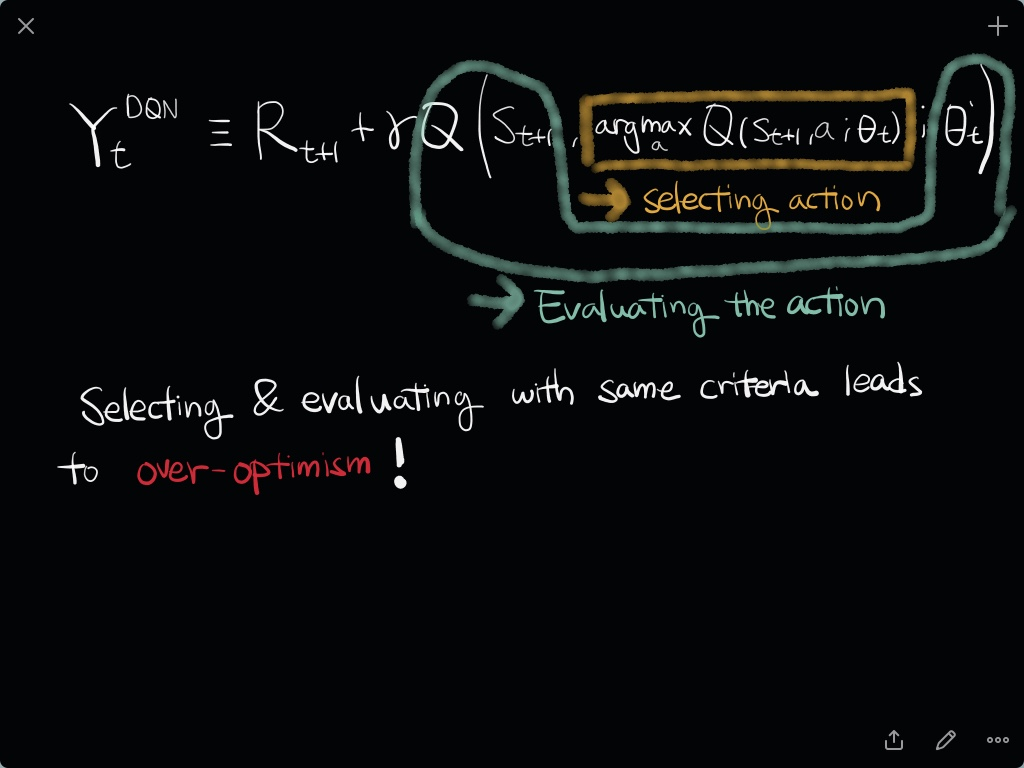 Y_t^DQN ≡ R_t+1 + γQ(S_t+1, argmax_a Q(S_t+1, a; θ_t); θ_t')
→ selecting action
→ Evaluating the action
Selecting & evaluating with same criteria leads
to over-optimism!